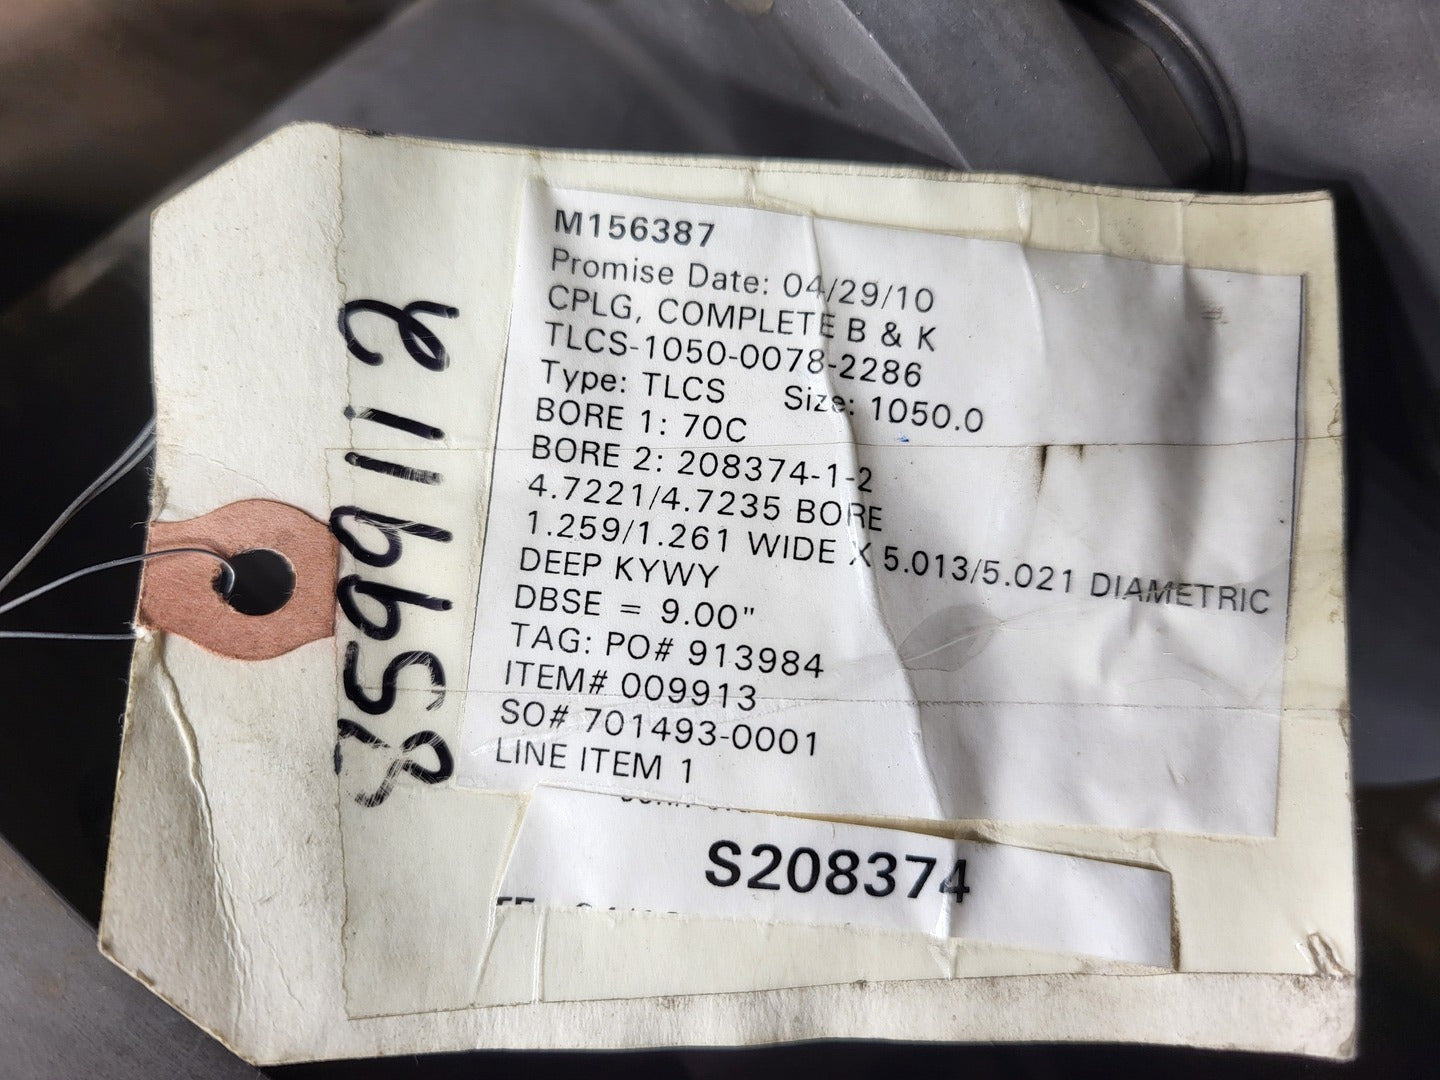 M156387
Promise Date: 04/29/10
CPLG, COMPLETE B & K
TLCS-1050-0078-2286
Type: TLCS Size: 1050.0
BORE 1: 70C
BORE 2: 208374-1-2
4.7221/4.7235 BORE
1.259/1.261 WIDE X 5.013/5.021 DIAMETRIC
DEEP KYWY
DBSE = 9.00"
TAG: PO# 913984
ITEM# 009913
SO# 701493-0001
LINE ITEM 1
S208374